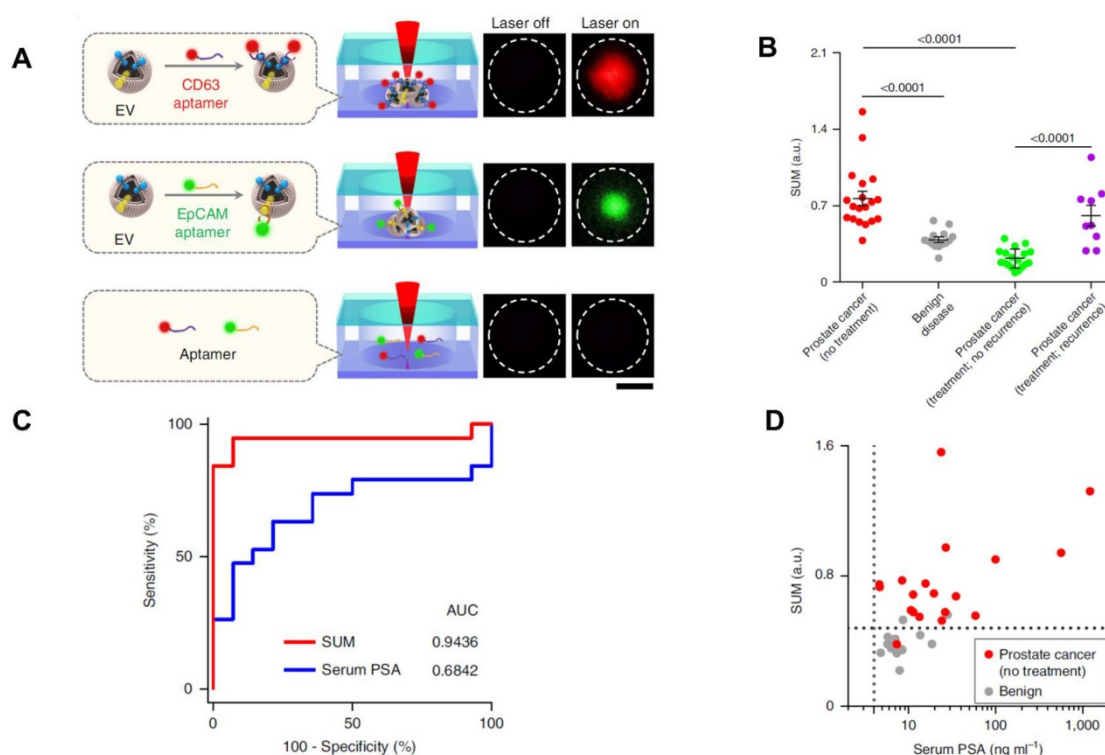 A
EV
CD63
aptamer
Laser off
Laser on
EV
EpCAM
aptamer
Aptamer
B
<0.0001
<0.0001
<0.0001
2.1
1.4
0.7
0
SUM (a.u.)
Prostate cancer
(no treatment)
Benign
disease
Prostate cancer
(treatment; no recurrence)
Prostate cancer
(treatment; recurrence)
C
100
50
0
Sensitivity (%)
AUC
SUM 0.9436
Serum PSA 0.6842
0 50 100
100 - Specificity (%)
D
1.6
0.8
0
SUM (a.u.)
Prostate cancer
(no treatment)
Benign
10 100 1,000
Serum PSA (ng ml⁻¹)